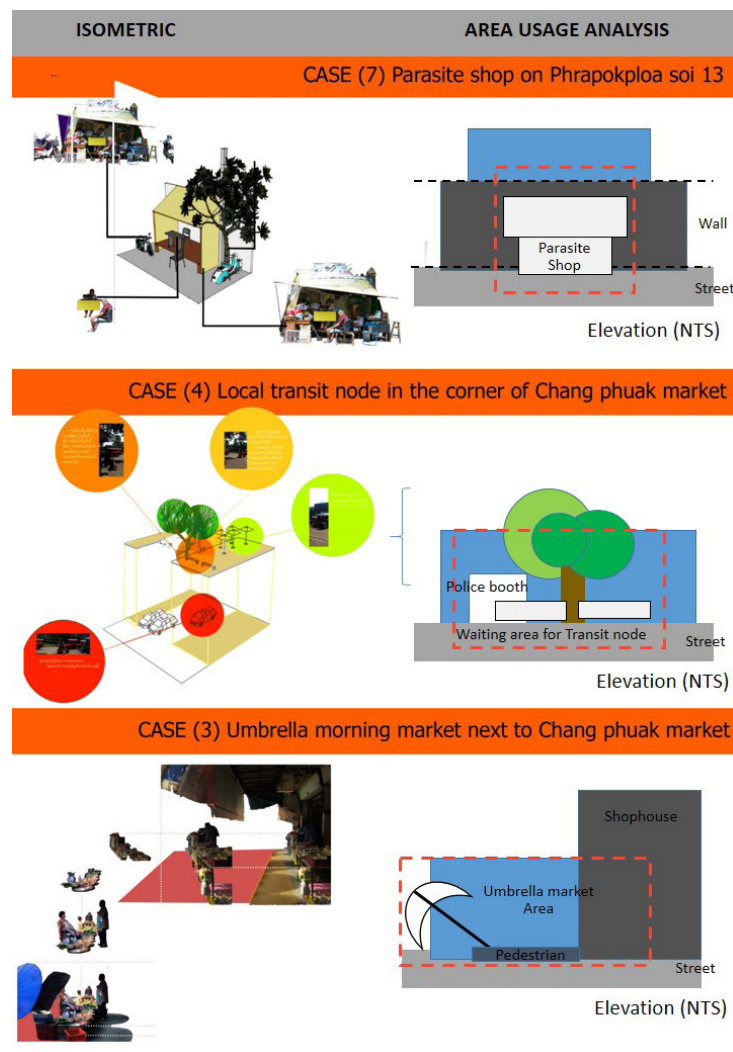 ISOMETRIC
AREA USAGE ANALYSIS
CASE (7) Parasite shop on Phrapokploa soi 13
Wall
Parasite
Shop
Street
Elevation (NTS)
CASE (4) Local transit node in the corner of Chang phuak market
Police booth
Waiting area for Transit node
Street
Elevation (NTS)
CASE (3) Umbrella morning market next to Chang phuak market
Shophouse
Umbrella market
Area
Pedestrian
Street
Elevation (NTS)